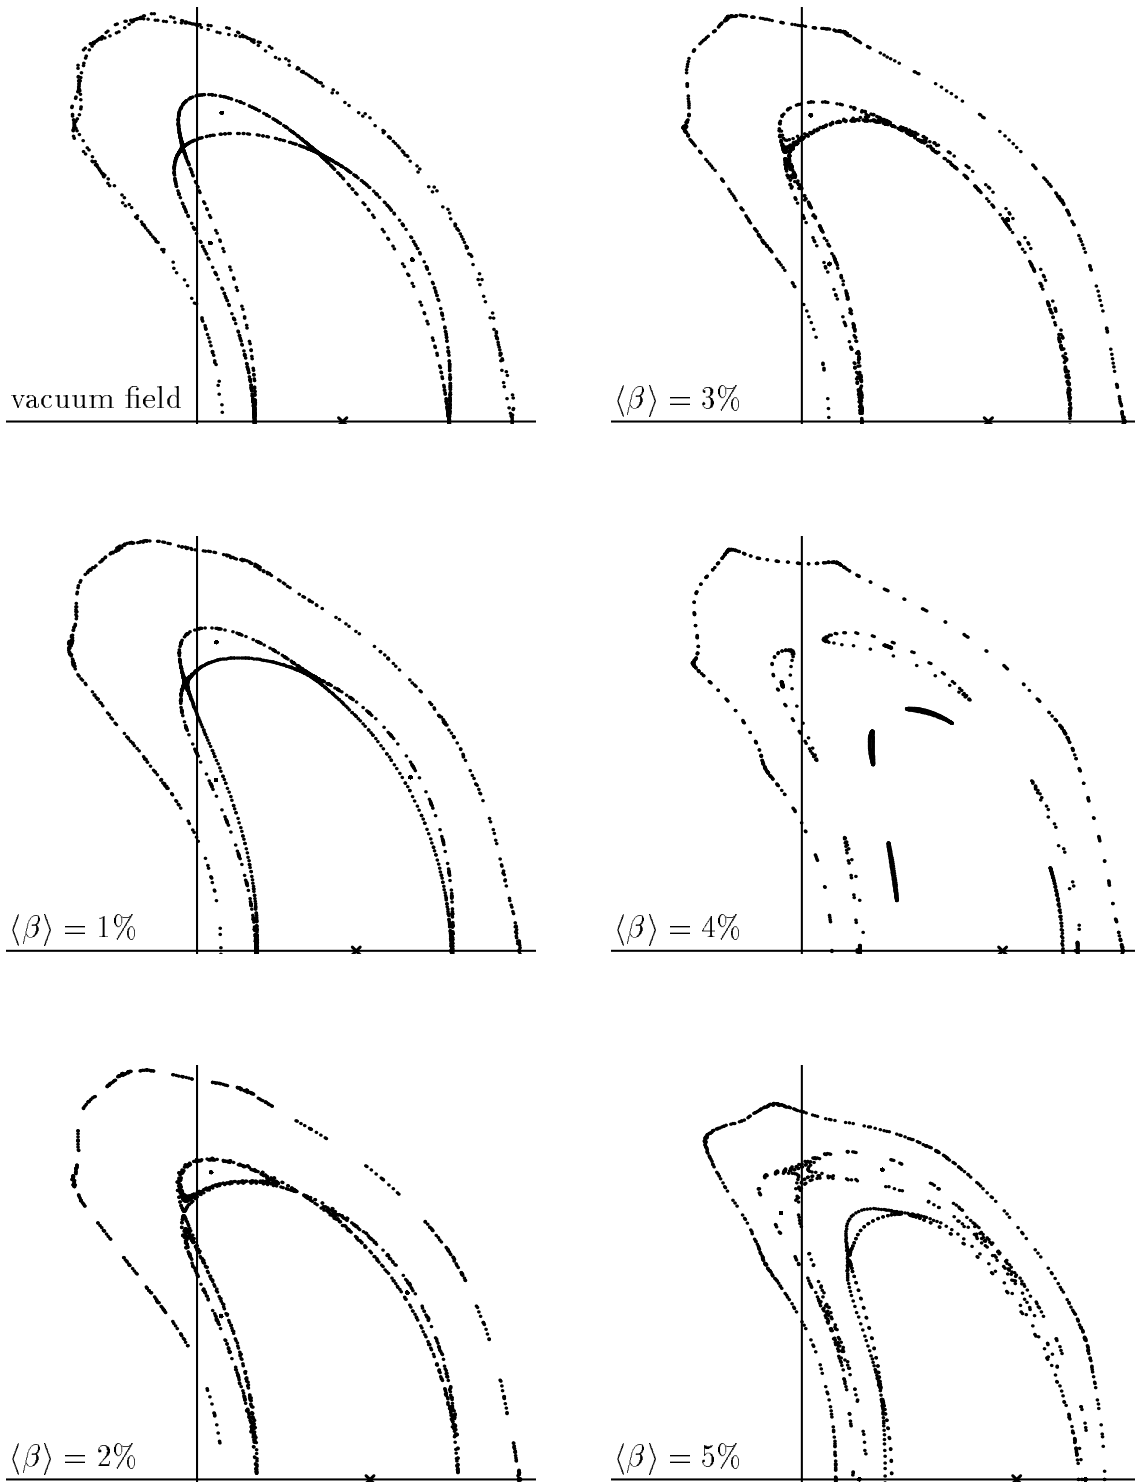 vacuum field
⟨β⟩ = 3%
⟨β⟩ = 1%
⟨β⟩ = 4%
⟨β⟩ = 2%
⟨β⟩ = 5%